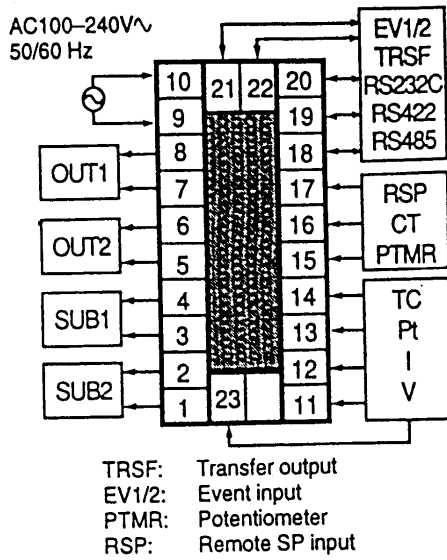 AC100–240V∿
50/60 Hz
10
9
8
7
6
5
4
3
2
1
21 22
23
20
19
18
17
16
15
14
13
12
11
OUT1
OUT2
SUB1
SUB2
EV1/2
TRSF
RS232C
RS422
RS485
RSP
CT
PTMR
TC
Pt
I
V
TRSF: Transfer output
EV1/2: Event input
PTMR: Potentiometer
RSP: Remote SP input